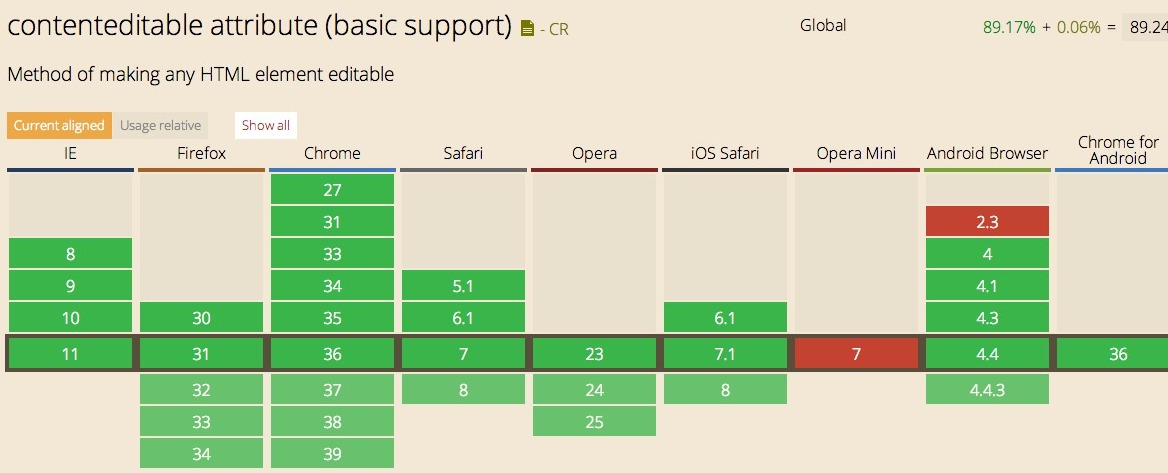 contenteditable attribute (basic support) - CR Global 89.17% + 0.06% = 89.24
Method of making any HTML element editable
Current aligned Usage relative Show all
IE Firefox Chrome Safari Opera iOS Safari Opera Mini Android Browser Chrome for Android
27
31 2.3
8 33 4
9 34 5.1 4.1
10 30 35 6.1 6.1 4.3
11 31 36 7 23 7.1 7 4.4 36
32 37 8 24 8 4.4.3
33 38 25
34 39